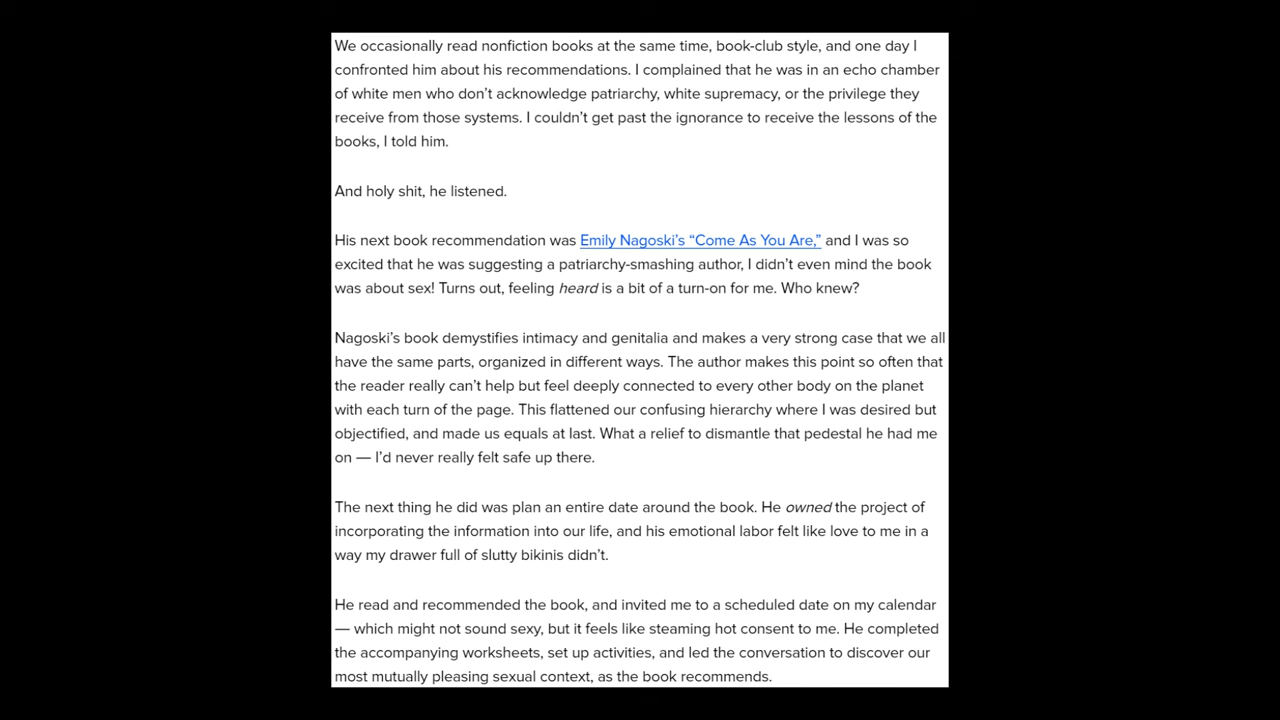 We occasionally read nonfiction books at the same time, book-club style, and one day I
confronted him about his recommendations. I complained that he was in an echo chamber
of white men who don’t acknowledge patriarchy, white supremacy, or the privilege they
receive from those systems. I couldn’t get past the ignorance to receive the lessons of the
books, I told him.
And holy shit, he listened.
His next book recommendation was Emily Nagoski’s “Come As You Are,” and I was so
excited that he was suggesting a patriarchy-smashing author, I didn’t even mind the book
was about sex! Turns out, feeling heard is a bit of a turn-on for me. Who knew?
Nagoski’s book demystifies intimacy and genitalia and makes a very strong case that we all
have the same parts, organized in different ways. The author makes this point so often that
the reader really can’t help but feel deeply connected to every other body on the planet
with each turn of the page. This flattened our confusing hierarchy where I was desired but
objectified, and made us equals at last. What a relief to dismantle that pedestal he had me
on — I’d never really felt safe up there.
The next thing he did was plan an entire date around the book. He owned the project of
incorporating the information into our life, and his emotional labor felt like love to me in a
way my drawer full of slutty bikinis didn’t.
He read and recommended the book, and invited me to a scheduled date on my calendar
— which might not sound sexy, but it feels like steaming hot consent to me. He completed
the accompanying worksheets, set up activities, and led the conversation to discover our
most mutually pleasing sexual context, as the book recommends.